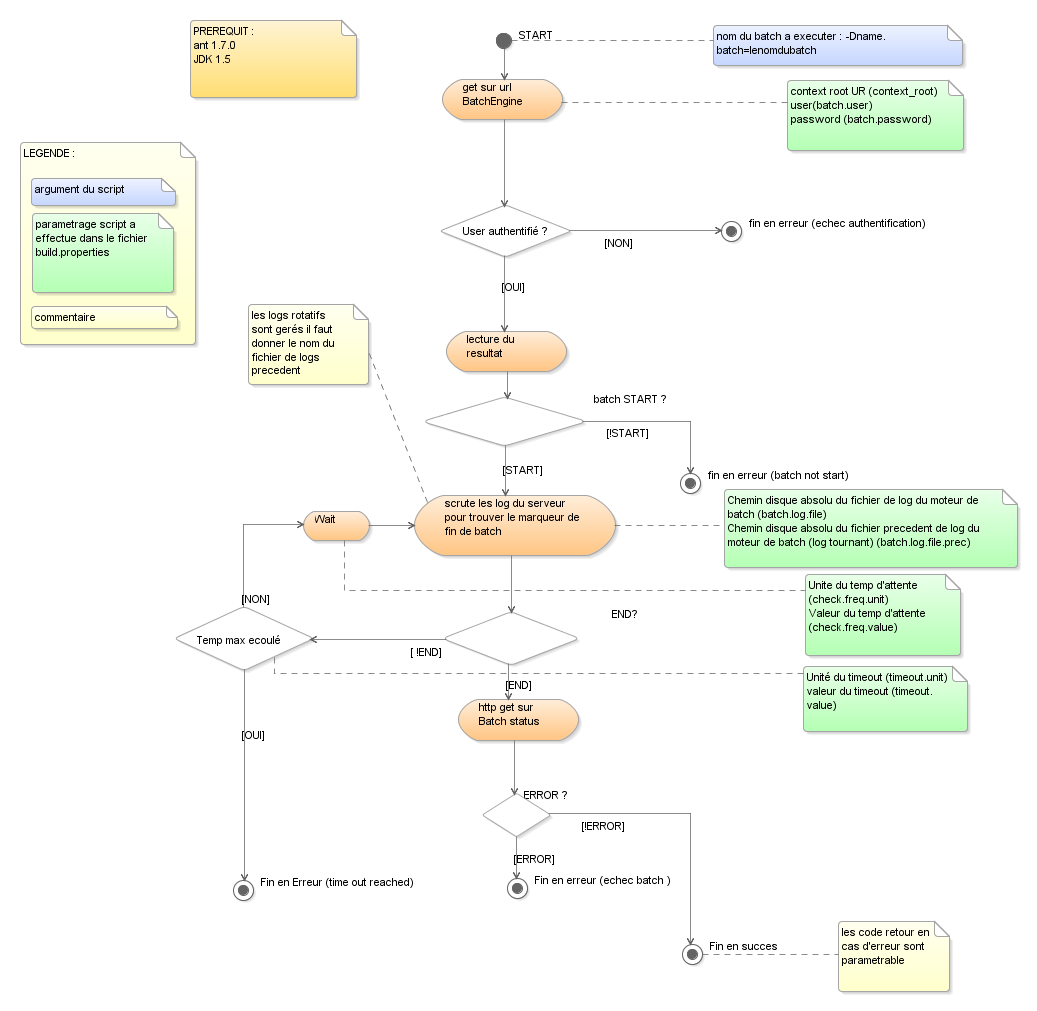 PREREQUIT :
ant 1.7.0
JDK 1.5
START
nom du batch a executer : -Dname.
batch=lenomdubatch
get sur url
BatchEngine
context root UR (context_root)
user(batch.user)
password (batch.password)
LEGENDE :
argument du script
parametrage script a
effectue dans le fichier
build.properties
commentaire
User authentifié ?
[NON]
fin en erreur (echec authentification)
[OUI]
les logs rotatifs
sont gerés il faut
donner le nom du
fichier de logs
precedent
lecture du
resultat
batch START ?
[!START]
[START]
fin en erreur (batch not start)
scrute les log du serveur
pour trouver le marqueur de
fin de batch
Wait
Chemin disque absolu du fichier de log du moteur de
batch (batch.log.file)
Chemin disque absolu du fichier precedent de log du
moteur de batch (log tournant) (batch.log.file.prec)
Unite du temp d'attente
(check.freq.unit)
Valeur du temp d'attente
(check.freq.value)
[NON]
END?
Temp max ecoulé
[ !END]
[END]
Unité du timeout (timeout.unit)
valeur du timeout (timeout.
value)
http get sur
Batch status
[OUI]
ERROR ?
[!ERROR]
[ERROR]
Fin en Erreur (time out reached)
Fin en erreur (echec batch )
Fin en succes
les code retour en
cas d'erreur sont
parametrable